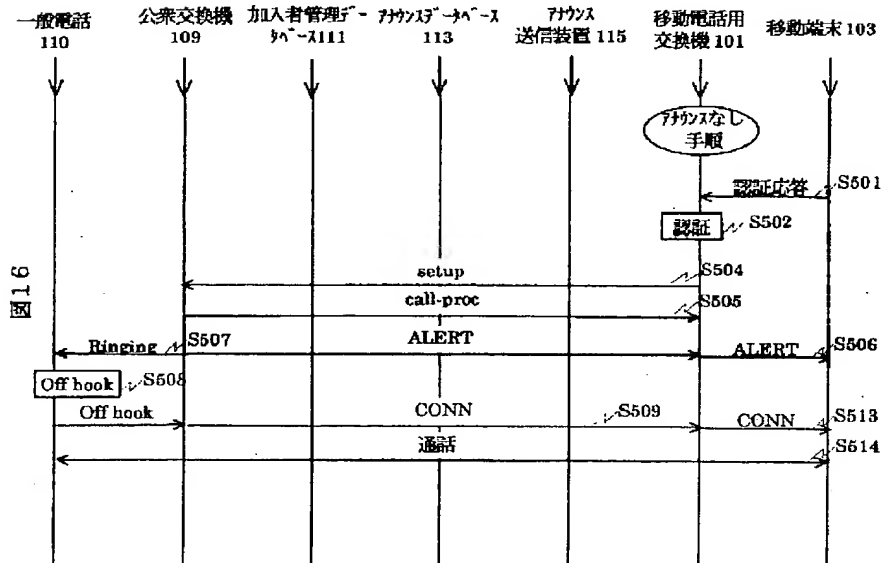 一般電話
110
公衆交換機
109
加入者管理デー
タベース111
アナウンスデータベース
113
アナウンス
送信装置 115
移動電話用
交換機 101
移動端末 103
アナウンスなし
手順
認証応答
S501
認証
S502
setup
S504
call-proc
S505
Ringing
S507
ALERT
ALERT
S506
Off hook
S508
Off hook
CONN
S509
CONN
S513
通話
S514
図16